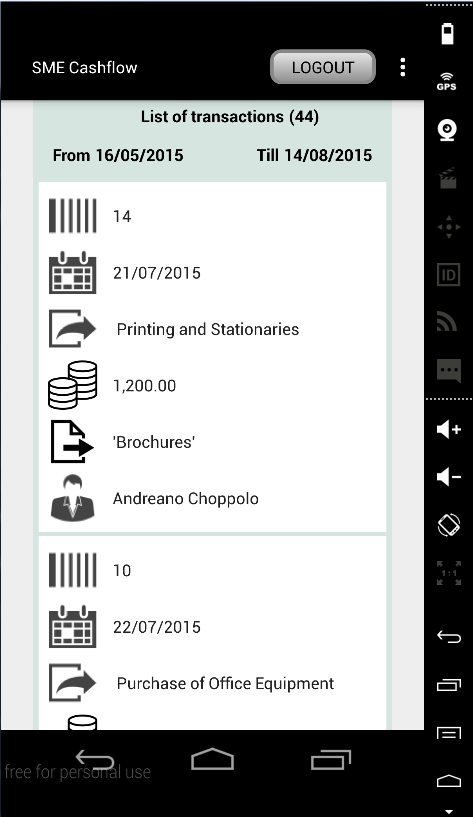 SME Cashflow
LOGOUT
List of transactions (44)
From 16/05/2015 Till 14/08/2015
14
21/07/2015
Printing and Stationaries
1,200.00
'Brochures'
Andreano Choppolo
10
22/07/2015
Purchase of Office Equipment
free for personal use
GPS
ID
1:1